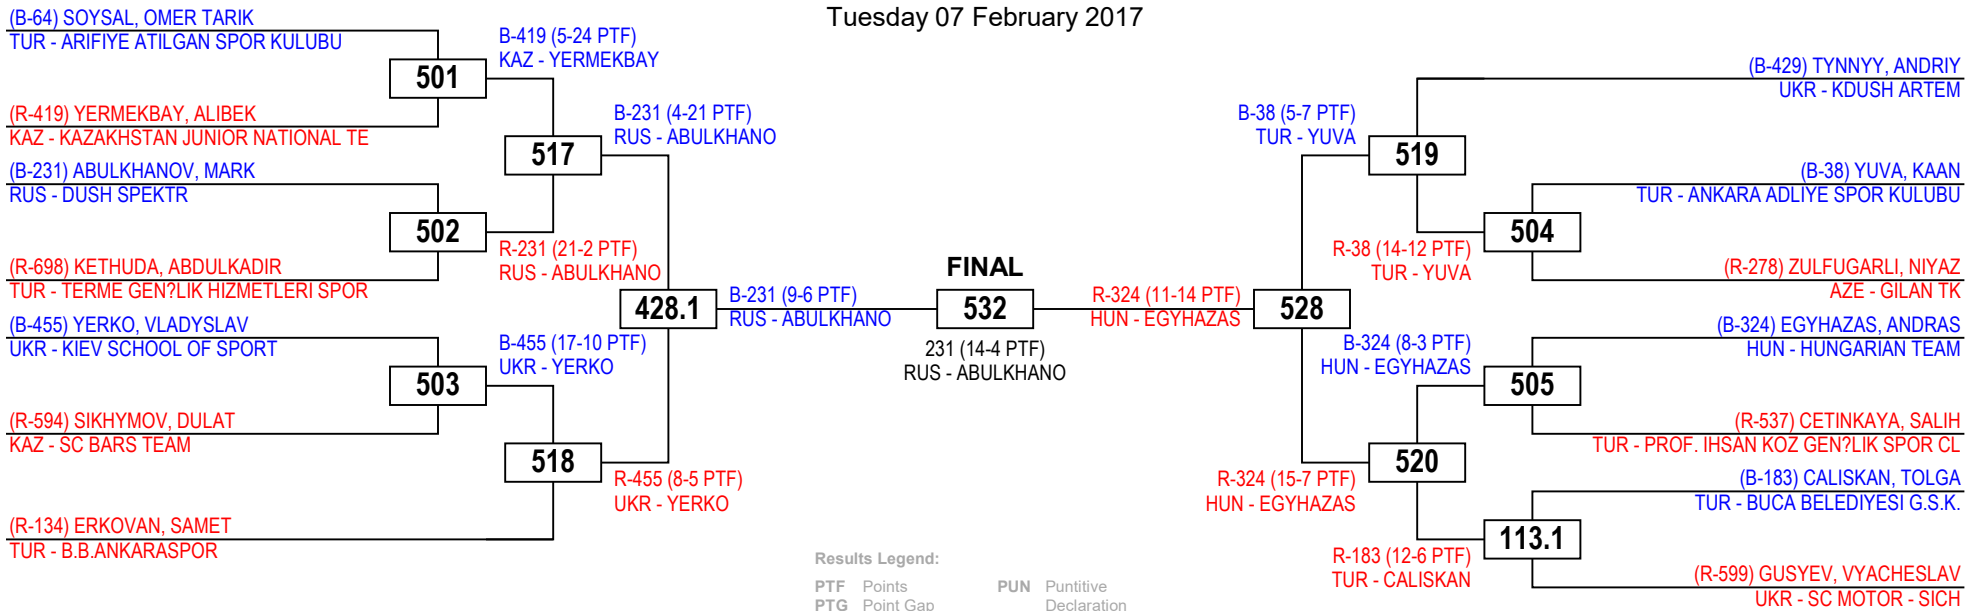 Tuesday 07 February 2017
(B-64) SOYSAL, OMER TARIK
TUR - ARIFIYE ATILGAN SPOR KULUBU
501
(R-419) YERMEKBAY, ALIBEK
KAZ - KAZAKHSTAN JUNIOR NATIONAL TE
B-419 (5-24 PTF)
KAZ - YERMEKBAY
517
(B-231) ABULKHANOV, MARK
RUS - DUSH SPEKTR
502
(R-698) KETHUDA, ABDULKADIR
TUR - TERME GEN?LIK HIZMETLERI SPOR
R-231 (21-2 PTF)
RUS - ABULKHANO
B-231 (4-21 PTF)
RUS - ABULKHANO
428.1
(B-455) YERKO, VLADYSLAV
UKR - KIEV SCHOOL OF SPORT
503
(R-594) SIKHYMOV, DULAT
KAZ - SC BARS TEAM
B-455 (17-10 PTF)
UKR - YERKO
518
(R-134) ERKOVAN, SAMET
TUR - B.B.ANKARASPOR
R-455 (8-5 PTF)
UKR - YERKO
B-231 (9-6 PTF)
RUS - ABULKHANO
FINAL
532
231 (14-4 PTF)
RUS - ABULKHANO
R-324 (11-14 PTF)
HUN - EGYHAZAS
528
B-38 (5-7 PTF)
TUR - YUVA
519
(B-429) TYNNYY, ANDRIY
UKR - KDUSH ARTEM
(B-38) YUVA, KAAN
TUR - ANKARA ADLIYE SPOR KULUBU
504
R-38 (14-12 PTF)
TUR - YUVA
(R-278) ZULFUGARLI, NIYAZ
AZE - GILAN TK
(B-324) EGYHAZAS, ANDRAS
HUN - HUNGARIAN TEAM
B-324 (8-3 PTF)
HUN - EGYHAZAS
505
(R-537) CETINKAYA, SALIH
TUR - PROF. IHSAN KOZ GEN?LIK SPOR CL
520
R-324 (15-7 PTF)
HUN - EGYHAZAS
(B-183) CALISKAN, TOLGA
TUR - BUCA BELEDIYESI G.S.K.
113.1
R-183 (12-6 PTF)
TUR - CALISKAN
(R-599) GUSYEV, VYACHESLAV
UKR - SC MOTOR - SICH
Results Legend:
PTF Points PUN Puntitive
PTG Point Gap Declaration